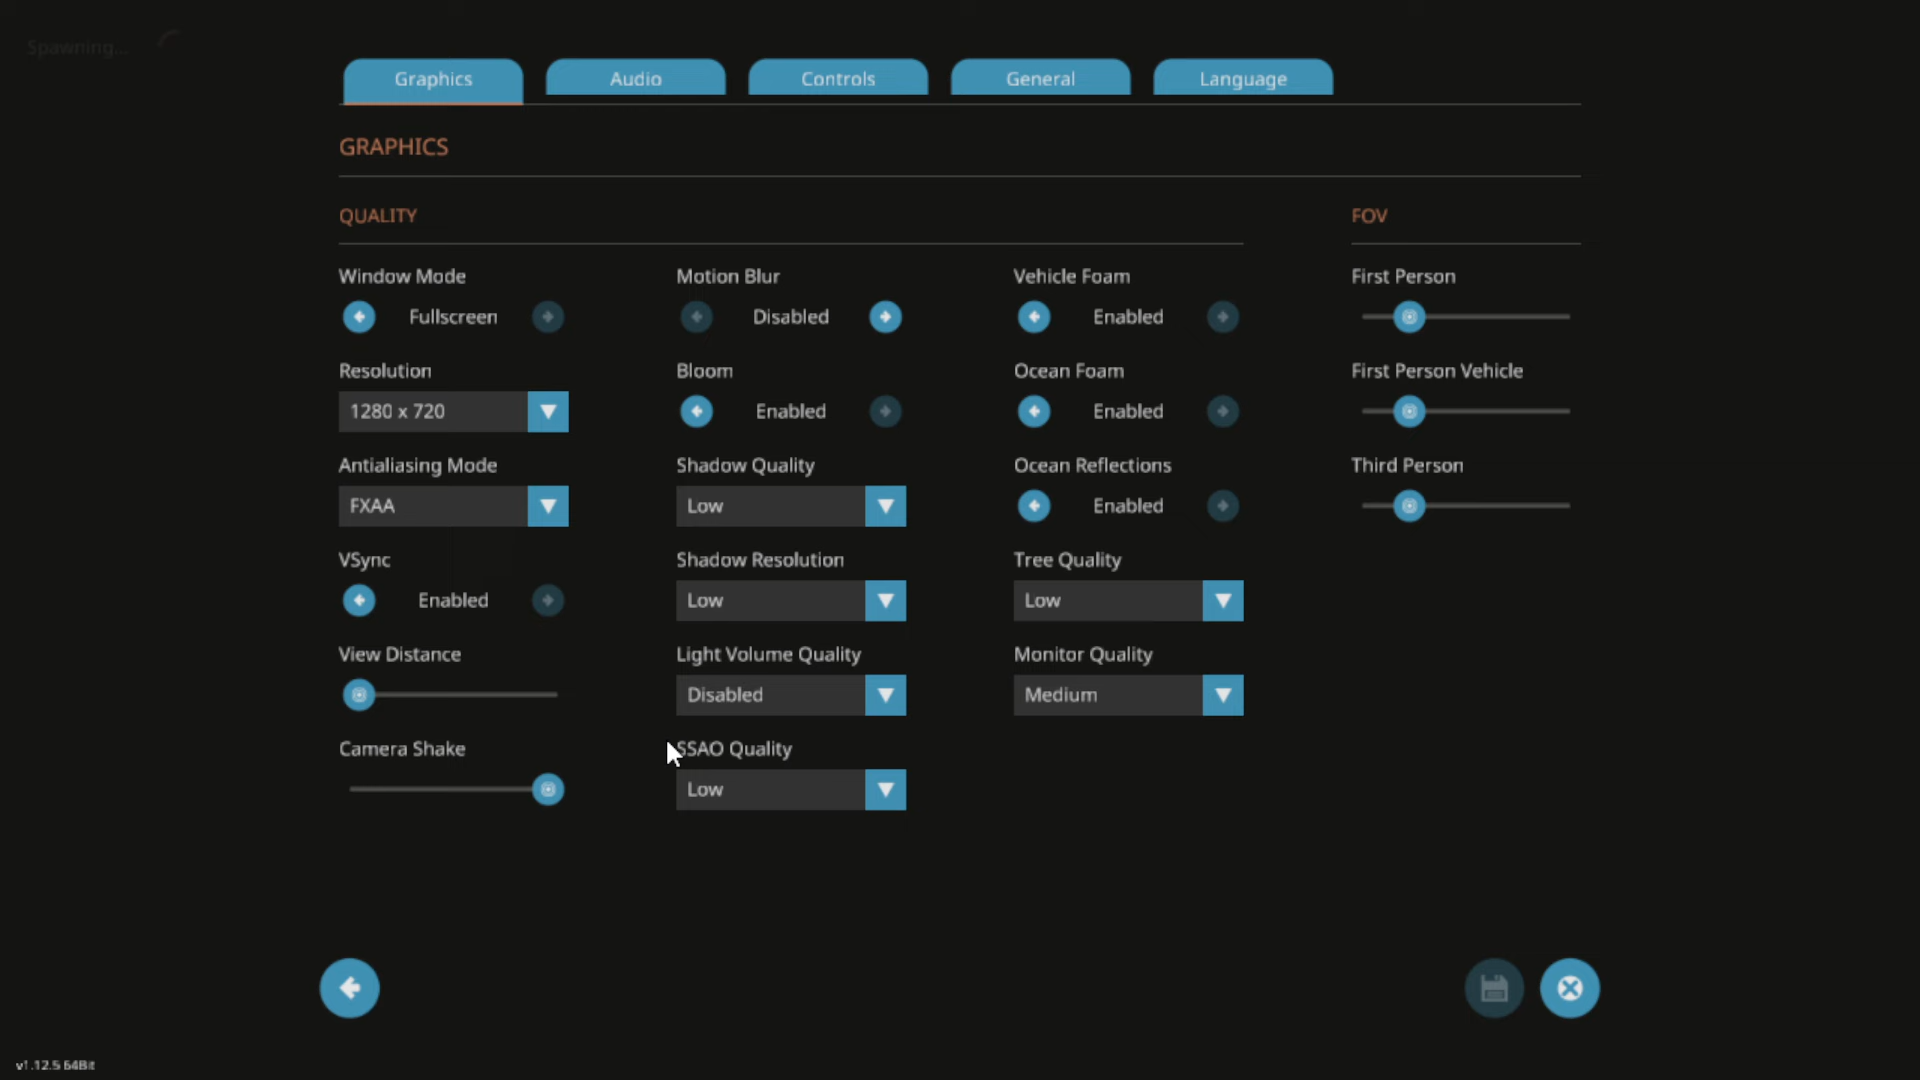 Spawning...
Graphics
Audio
Controls
General
Language
GRAPHICS
QUALITY
FOV
Window Mode
Motion Blur
Vehicle Foam
First Person
Fullscreen
Disabled
Enabled
Resolution
Bloom
Ocean Foam
First Person Vehicle
1280 x 720
Enabled
Enabled
Antialiasing Mode
Shadow Quality
Ocean Reflections
Third Person
FXAA
Low
Enabled
VSync
Shadow Resolution
Tree Quality
Enabled
Low
Low
View Distance
Light Volume Quality
Monitor Quality
Disabled
Medium
Camera Shake
SSAO Quality
Low
v1.12.5 64Bit